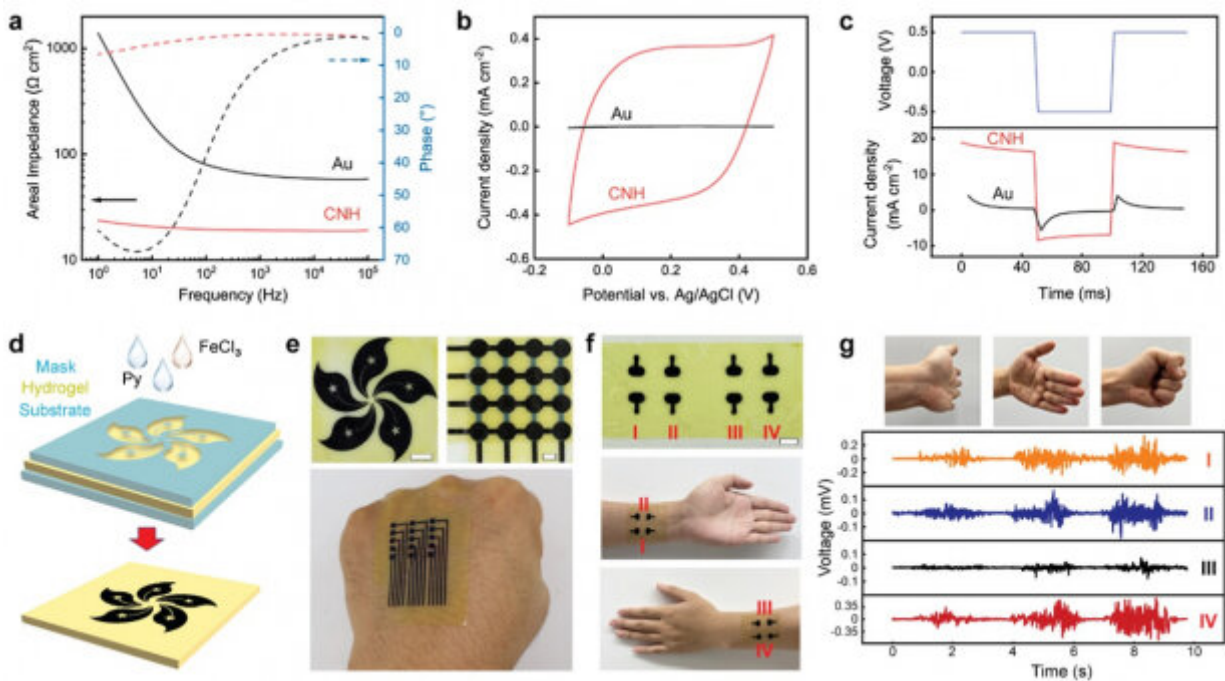 a
Areal Impedance (Ω cm²)
1000
100
10
Au
CNH
0
10
20
30
40
50
60
70
Phase (°)
10⁰ 10¹ 10² 10³ 10⁴ 10⁵
Frequency (Hz)
b
Current density (mA cm⁻²)
0.4
0.2
0.0
-0.2
-0.4
-0.6
Au
CNH
-0.2 0.0 0.2 0.4 0.6
Potential vs. Ag/AgCl (V)
c
Voltage (V)
0.5
-0.5
Current density
(mA cm⁻²)
20
10
0
-10
CNH
Au
0 40 80 120 160
Time (ms)
d
FeCl₃
Py
Mask
Hydrogel
Substrate
e
f
I II III IV
II
I
III
IV
g
Voltage (mV)
0.2
0
-0.2
I
0.1
0
-0.1
II
0.1
0
-0.1
III
0.35
0
-0.35
IV
0 2 4 6 8 10
Time (s)